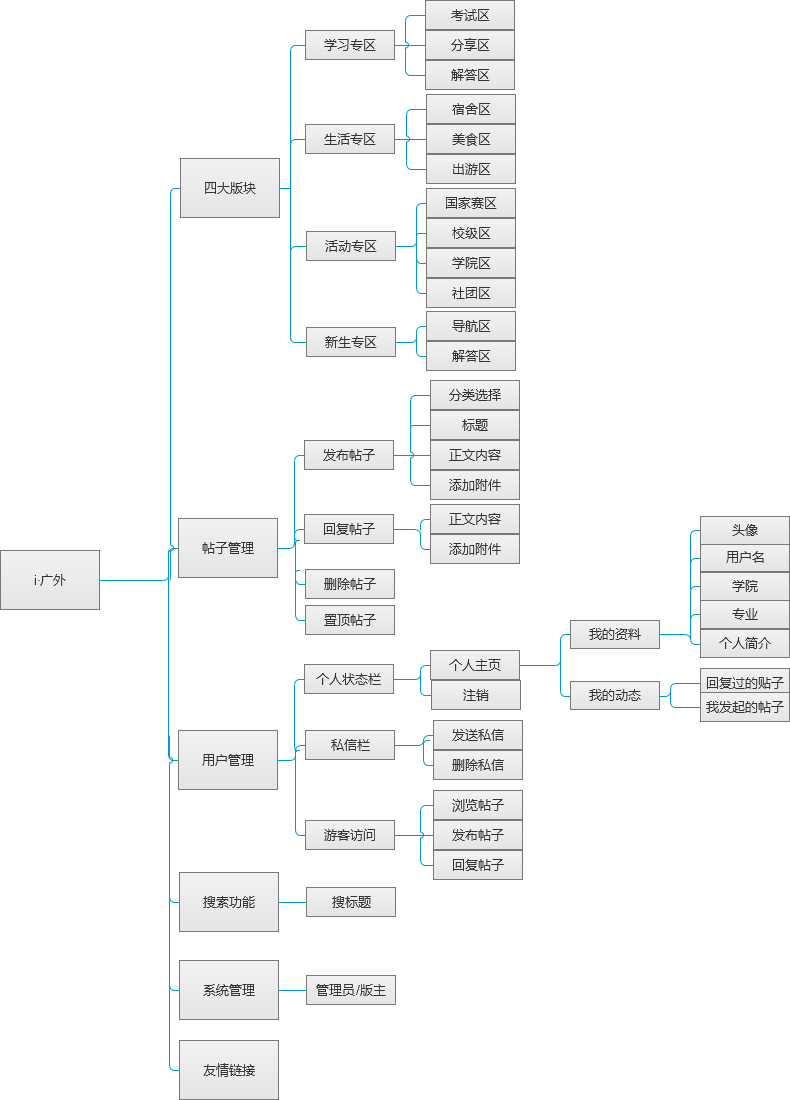 i·广外
四大版块
学习专区
考试区
分享区
解答区
生活专区
宿舍区
美食区
出游区
活动专区
国家赛区
校级区
学院区
社团区
新生专区
导航区
解答区
帖子管理
发布帖子
分类选择
标题
正文内容
添加附件
回复帖子
正文内容
添加附件
删除帖子
置顶帖子
用户管理
个人状态栏
个人主页
我的资料
头像
用户名
学院
专业
个人简介
我的动态
回复过的贴子
我发起的帖子
注销
私信栏
发送私信
删除私信
游客访问
浏览帖子
发布帖子
回复帖子
搜素功能
搜标题
系统管理
管理员/版主
友情链接